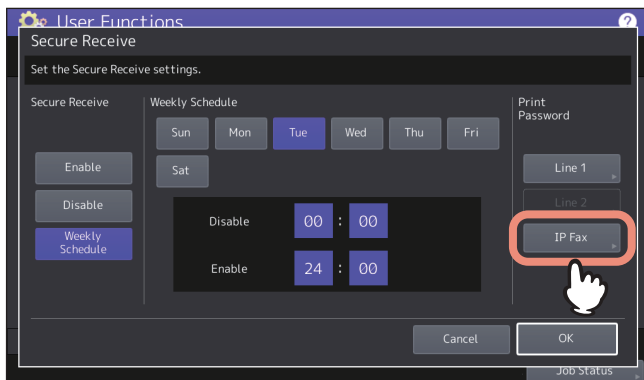 User Functions
?
Secure Receive
Set the Secure Receive settings.
Secure Receive
Enable
Disable
Weekly
Schedule
Weekly Schedule
Sun Mon Tue Wed Thu Fri
Sat
Disable 00 : 00
Enable 24 : 00
Print
Password
Line 1
Line 2
IP Fax
Cancel OK
Job Status